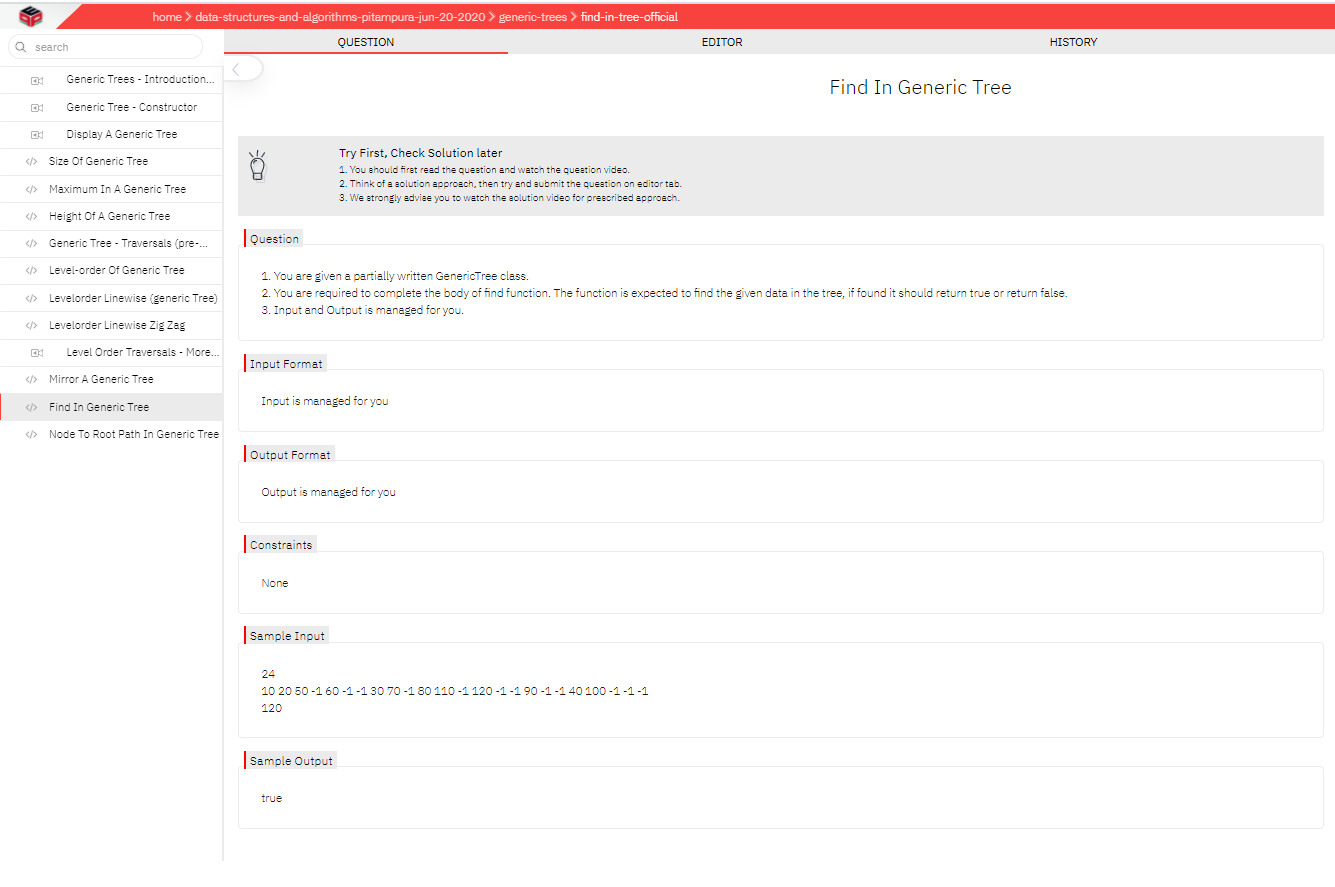 home > data-structures-and-algorithms-pitampura-jun-20-2020 > generic-trees > find-in-tree-official
search
Generic Trees - Introduction...
Generic Tree - Constructor
Display A Generic Tree
Size Of Generic Tree
Maximum In A Generic Tree
Height Of A Generic Tree
Generic Tree - Traversals (pre-...
Level-order Of Generic Tree
Levelorder Linewise (generic Tree)
Levelorder Linewise Zig Zag
Level Order Traversals - More...
Mirror A Generic Tree
Find In Generic Tree
Node To Root Path In Generic Tree
QUESTION EDITOR HISTORY
Find In Generic Tree
Try First, Check Solution later
1. You should first read the question and watch the question video.
2. Think of a solution approach, then try and submit the question on editor tab.
3. We strongly advise you to watch the solution video for prescribed approach.
Question
1. You are given a partially written GenericTree class.
2. You are required to complete the body of find function. The function is expected to find the given data in the tree, if found it should return true or return false.
3. Input and Output is managed for you.
Input Format
Input is managed for you
Output Format
Output is managed for you
Constraints
None
Sample Input
24
10 20 50 -1 60 -1 -1 30 70 -1 80 110 -1 120 -1 -1 90 -1 -1 40 100 -1 -1 -1
120
Sample Output
true